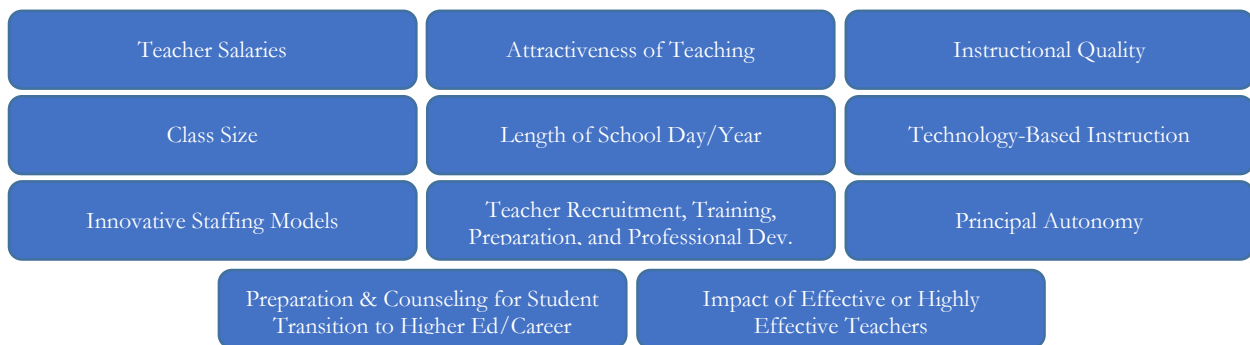 Teacher Salaries
Attractiveness of Teaching
Instructional Quality
Class Size
Length of School Day/Year
Technology-Based Instruction
Innovative Staffing Models
Teacher Recruitment, Training,
Preparation, and Professional Dev.
Principal Autonomy
Preparation & Counseling for Student
Transition to Higher Ed/Career
Impact of Effective or Highly
Effective Teachers